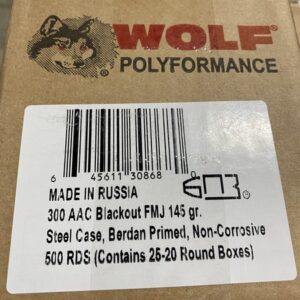 WOLF®
POLYFORMANCE
6 45611 30868
MADE IN RUSSIA
300 AAC Blackout FMJ 145 gr.
Steel Case, Berdan Primed, Non-Corrosive
500 RDS (Contains 25-20 Round Boxes)